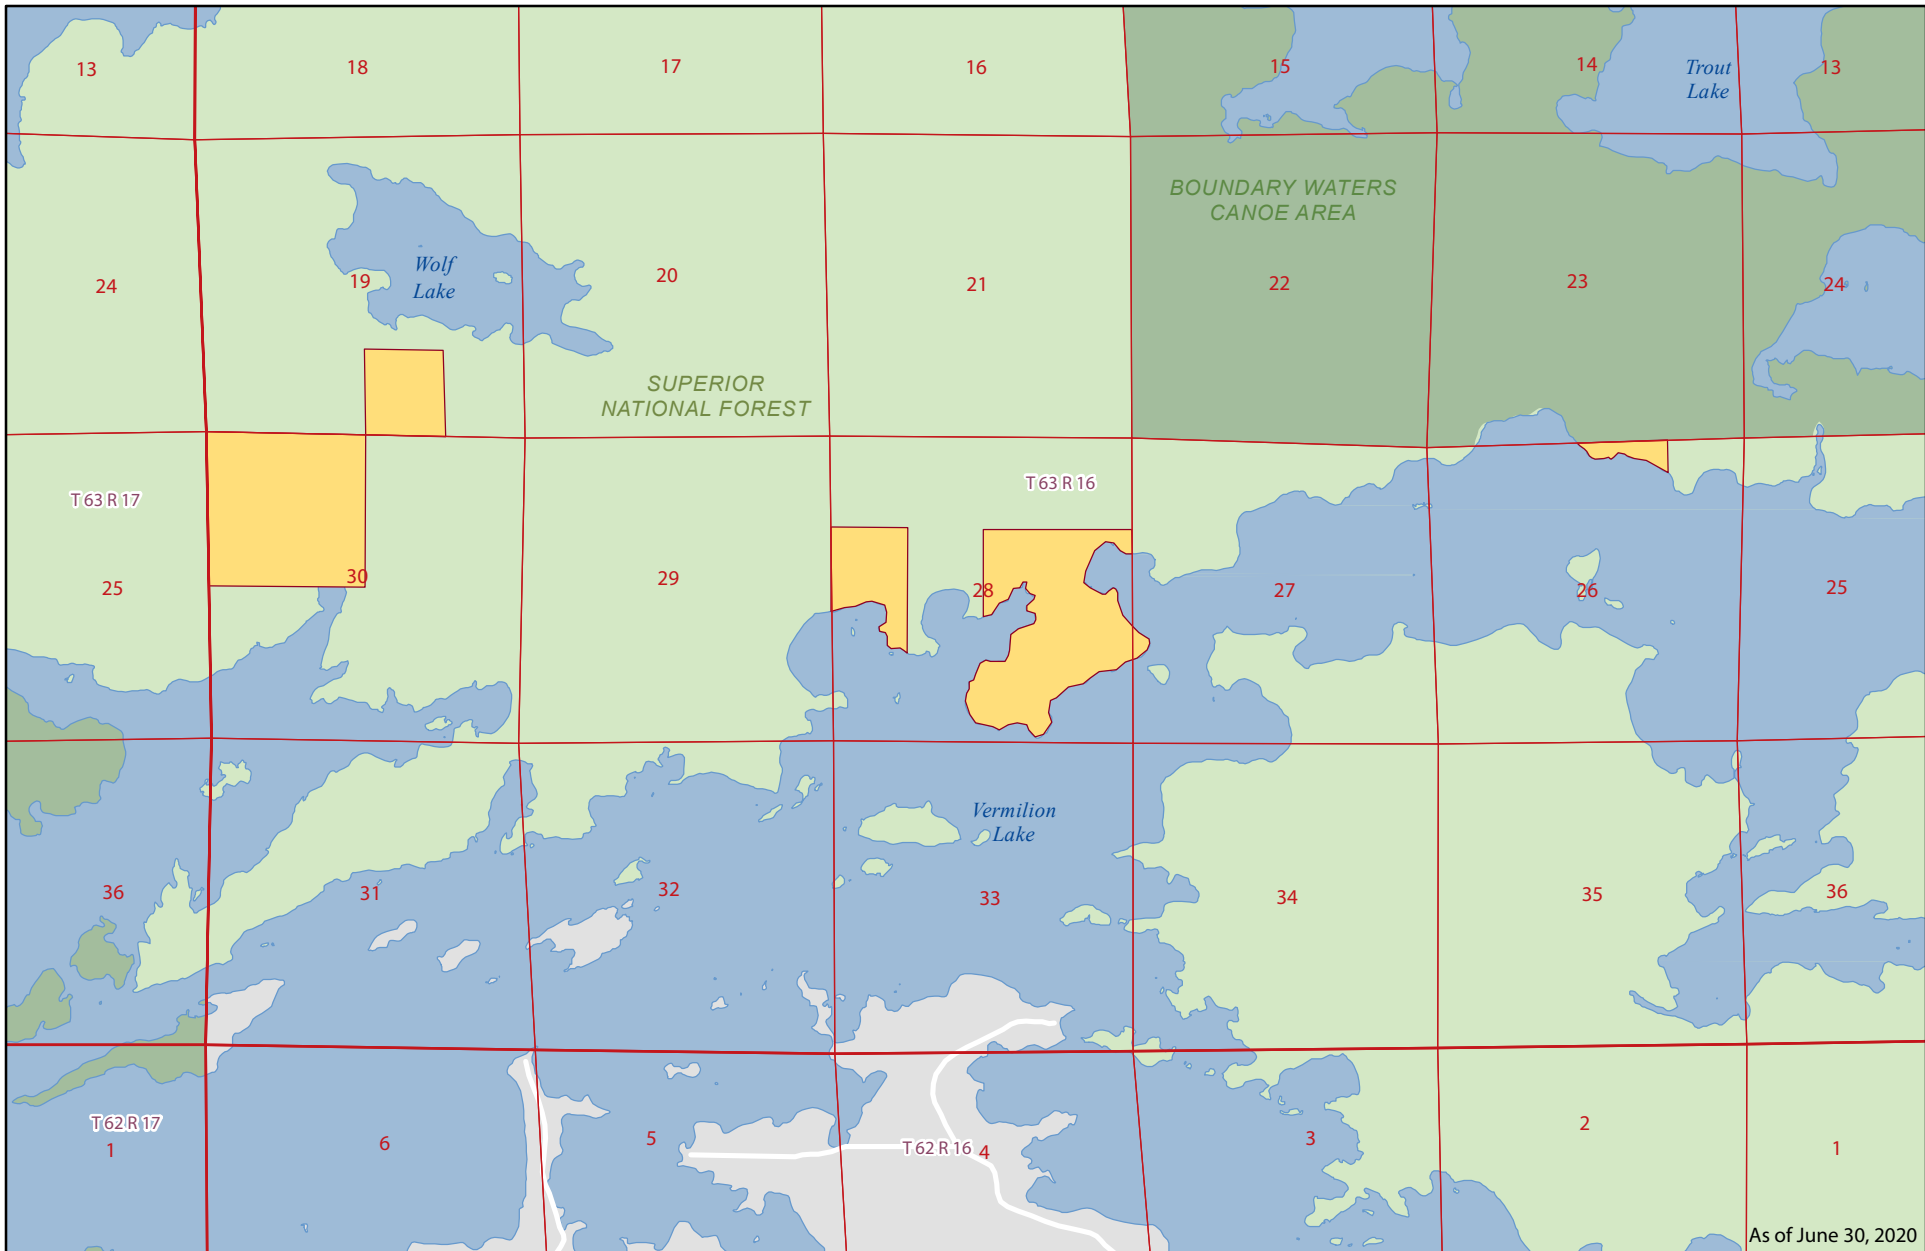 13
18
17
16
15
14
Trout
Lake
13
BOUNDARY WATERS
CANOE AREA
24
19
Wolf
Lake
20
21
22
23
24
SUPERIOR
NATIONAL FOREST
T 63 R 17
T 63 R 16
25
30
29
28
27
26
25
Vermilion
Lake
36
31
32
33
34
35
36
T 62 R 17
1
6
5
T 62 R 16
4
3
2
1
As of June 30, 2020